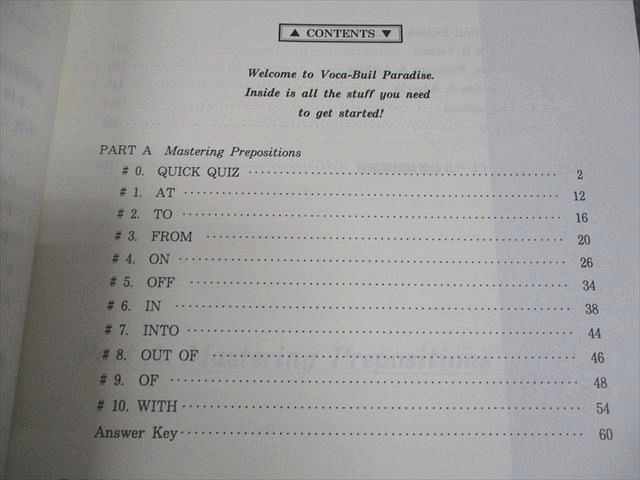 ▲ CONTENTS ▼
Welcome to Voca-Buil Paradise.
Inside is all the stuff you need
to get started!
PART A Mastering Prepositions
# 0. QUICK QUIZ 2
# 1. AT 12
# 2. TO 16
# 3. FROM 20
# 4. ON 26
# 5. OFF 34
# 6. IN 38
# 7. INTO 44
# 8. OUT OF 46
# 9. OF 48
# 10. WITH 54
Answer Key 60
Mastering Prepositions